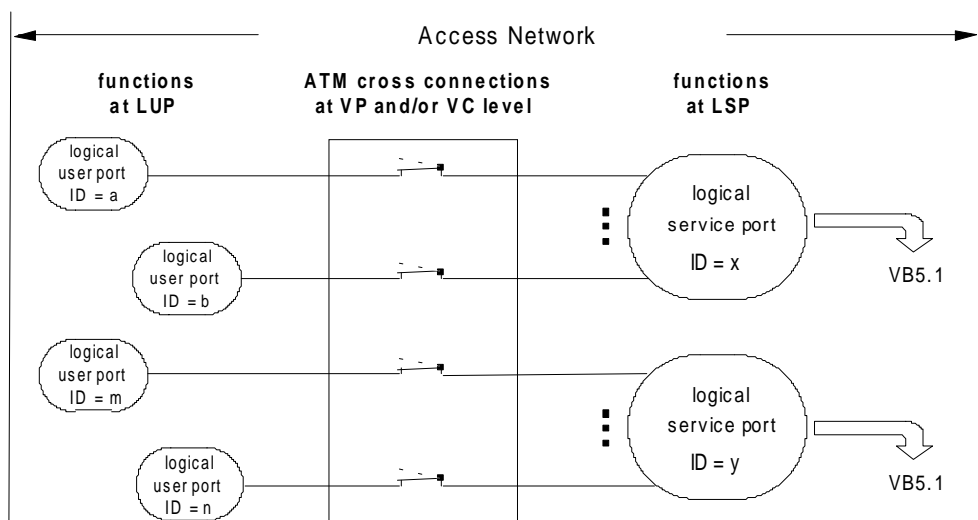 Access Network
functions
at LUP
ATM cross connections
at VP and/or VC level
functions
at LSP
logical
user port
ID = a
logical
service port
ID = x
VB5.1
logical
user port
ID = b
logical
user port
ID = m
logical
service port
ID = y
VB5.1
logical
user port
ID = n